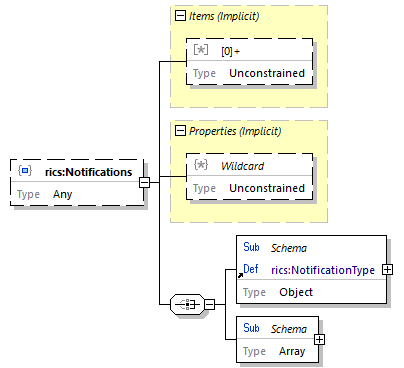 Items (Implicit)
[*] [0]+
Type Unconstrained
Properties (Implicit)
{*} Wildcard
Type Unconstrained
rics:Notifications
Type Any
Sub Schema
Def rics:NotificationType
Type Object
Sub Schema
Type Array